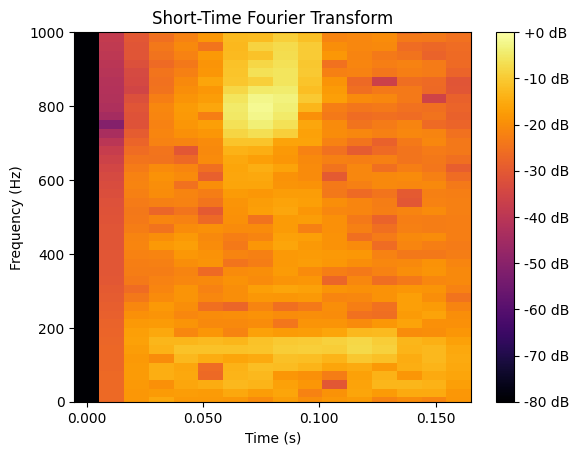 Short-Time Fourier Transform
Frequency (Hz)
1000
800
600
400
200
0
0.000
0.050
0.100
0.150
Time (s)
+0 dB
-10 dB
-20 dB
-30 dB
-40 dB
-50 dB
-60 dB
-70 dB
-80 dB